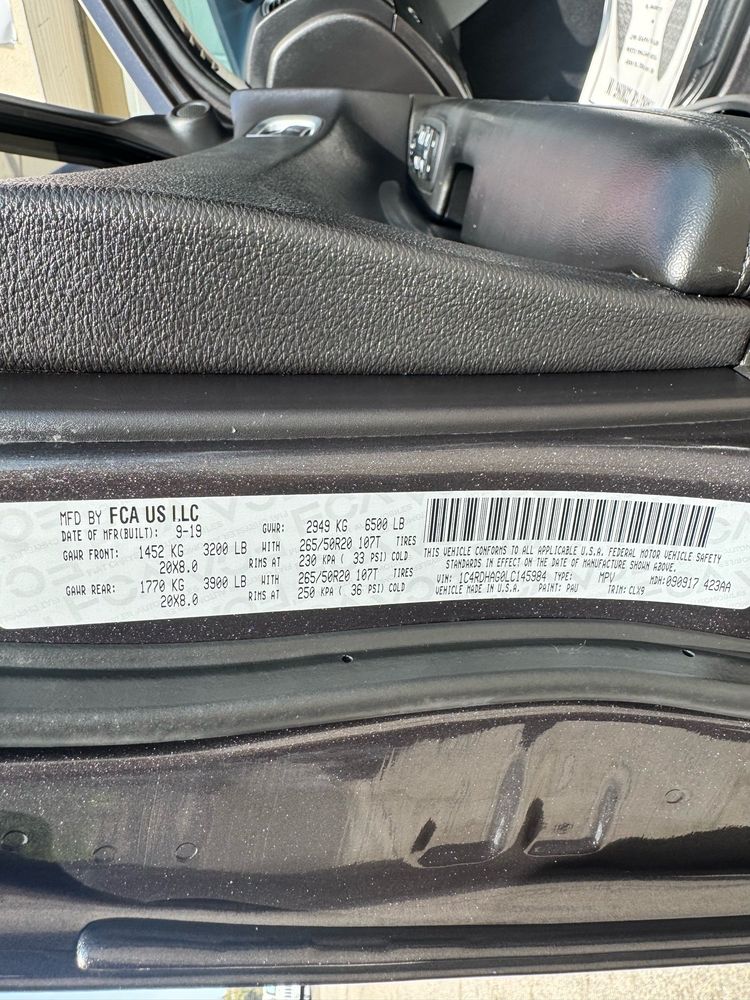 MFD BY FCA US LLC
DATE OF MFR(BUILT): 9-19 GVWR: 2949 KG 6500 LB
GAWR FRONT: 1452 KG 3200 LB WITH 265/50R20 107T TIRES
20X8.0 RIMS AT 230 KPA ( 33 PSI) COLD
GAWR REAR: 1770 KG 3900 LB WITH 265/50R20 107T TIRES
20X8.0 RIMS AT 250 KPA ( 36 PSI) COLD
THIS VEHICLE CONFORMS TO ALL APPLICABLE U.S.A. FEDERAL MOTOR VEHICLE SAFETY
STANDARDS IN EFFECT ON THE DATE OF MANUFACTURE SHOWN ABOVE.
VIN: 1C4RDHAG0LC145984 TYPE: MPV MDH:090917 423AA
VEHICLE MADE IN U.S.A. PAINT: PAU TRIM: CLX9